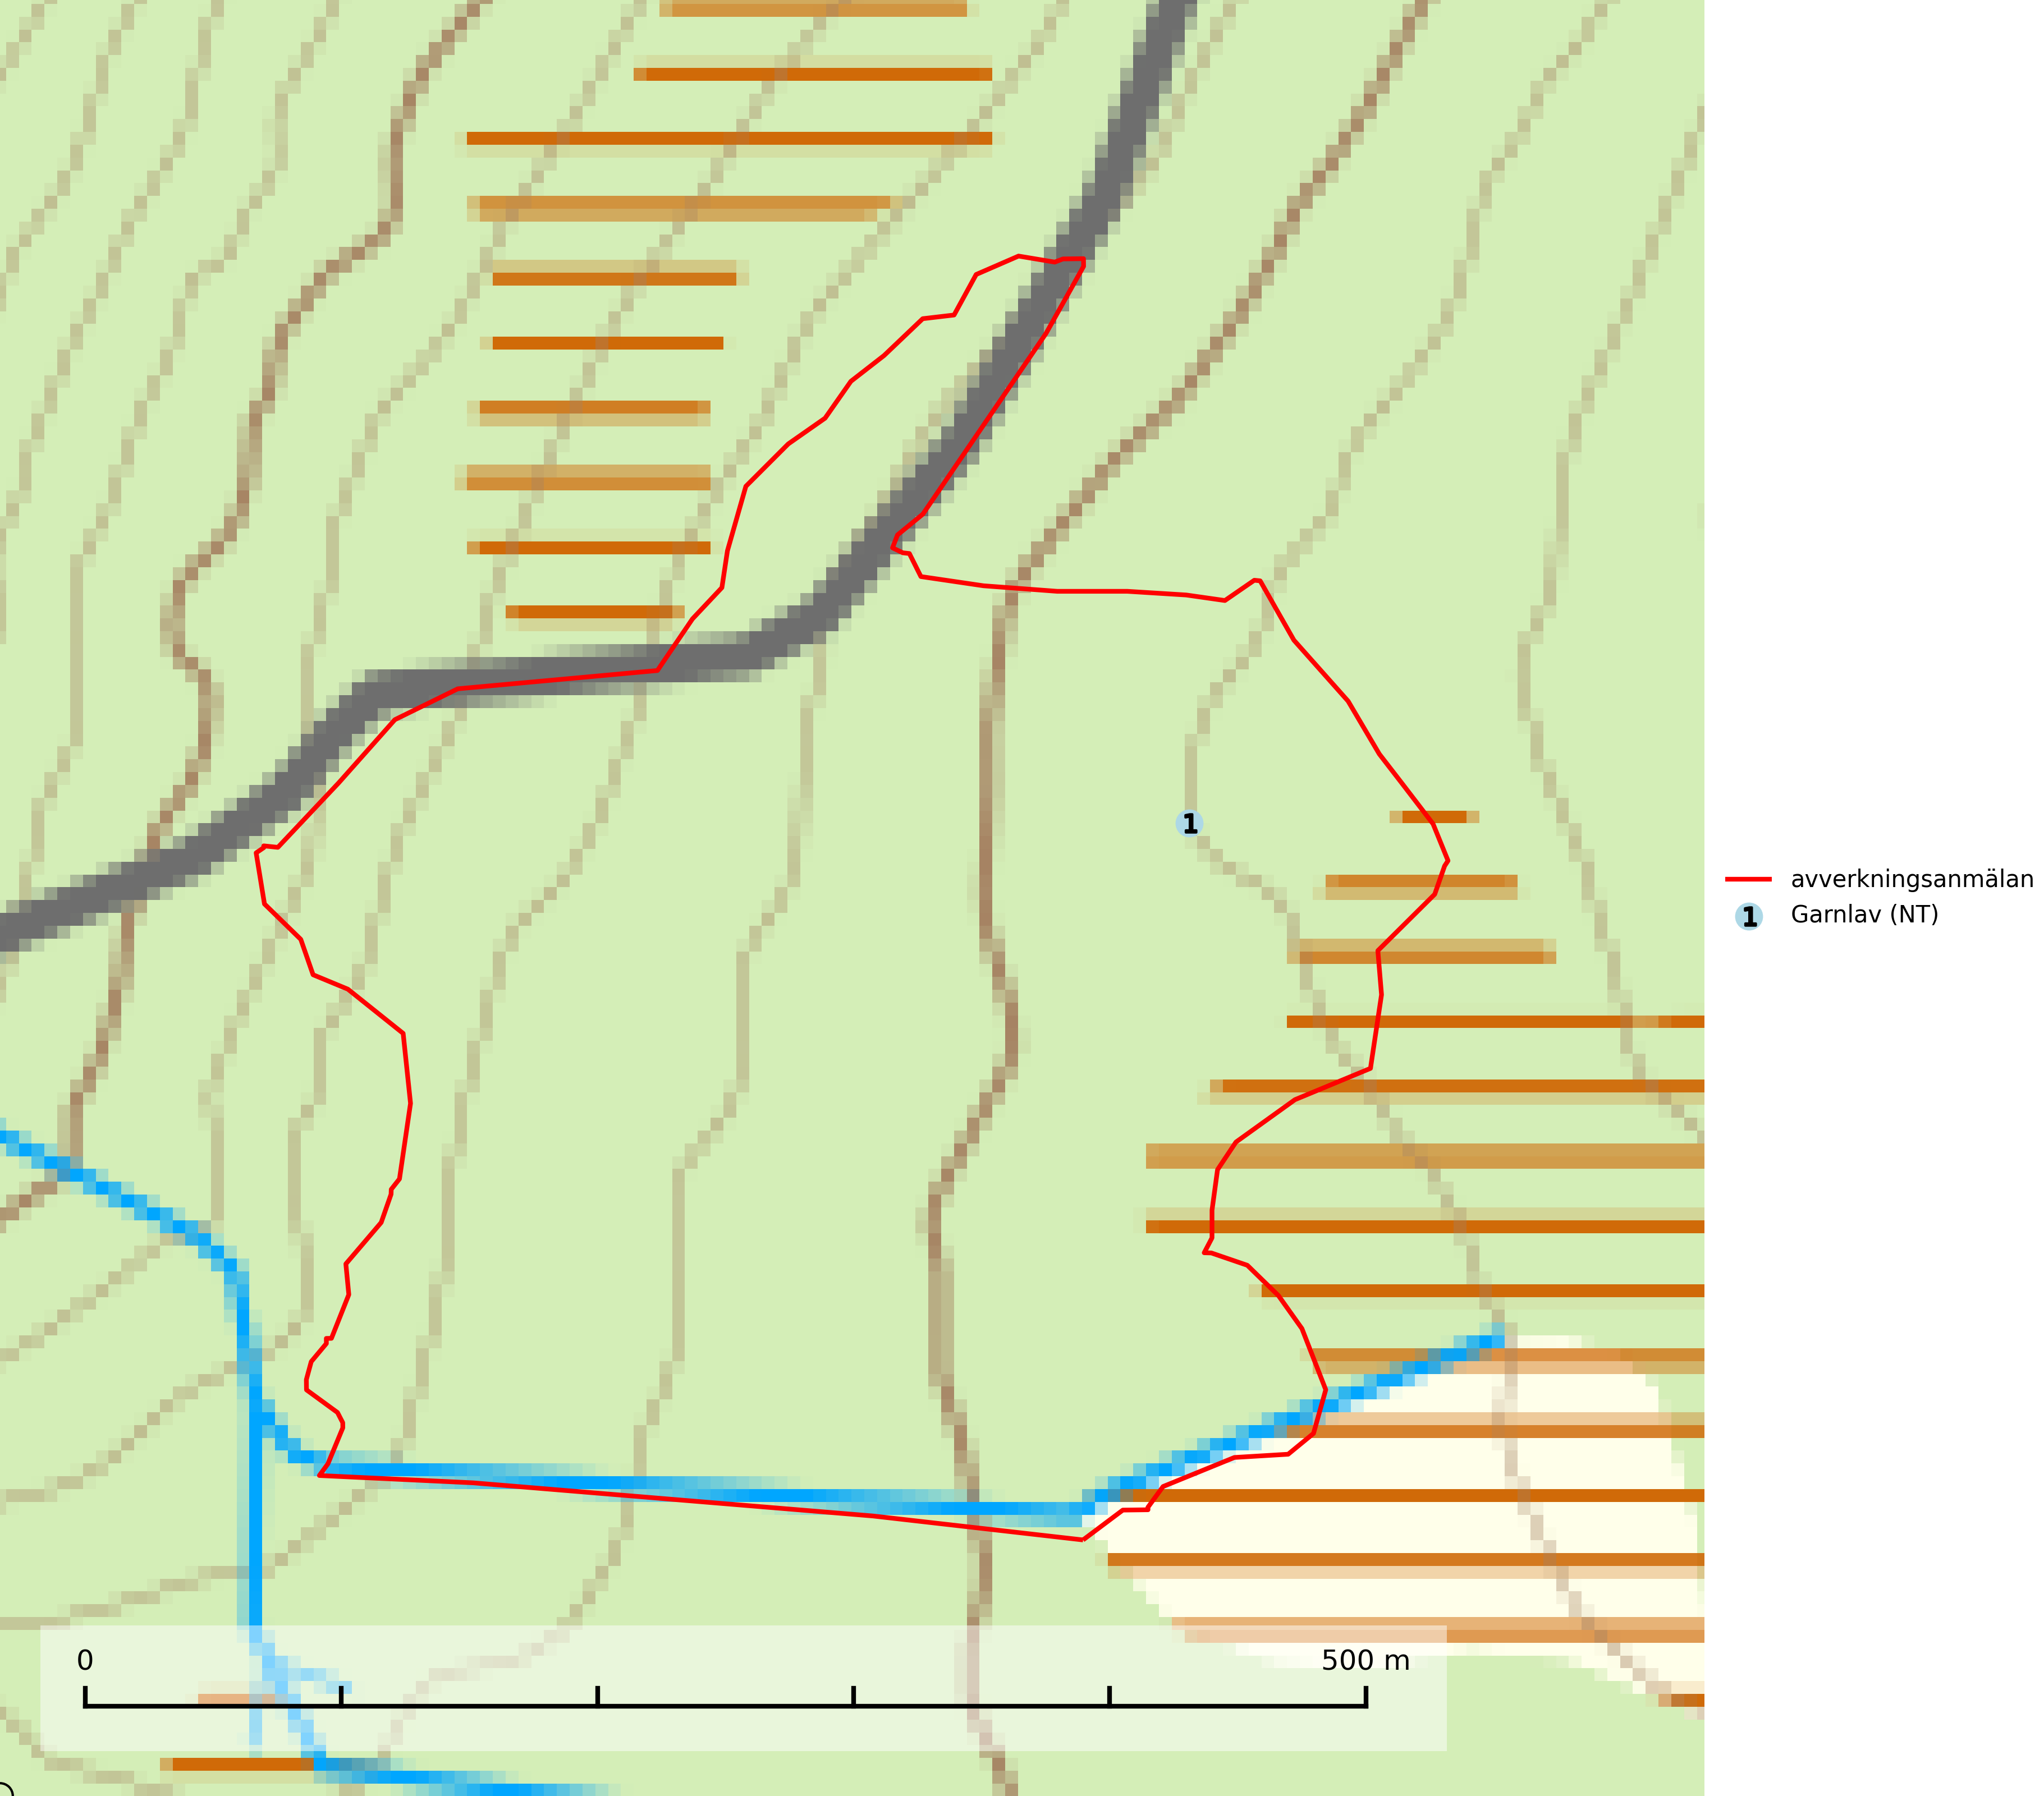 1
avverkningsanmälan
1 Garnlav (NT)
0 500 m